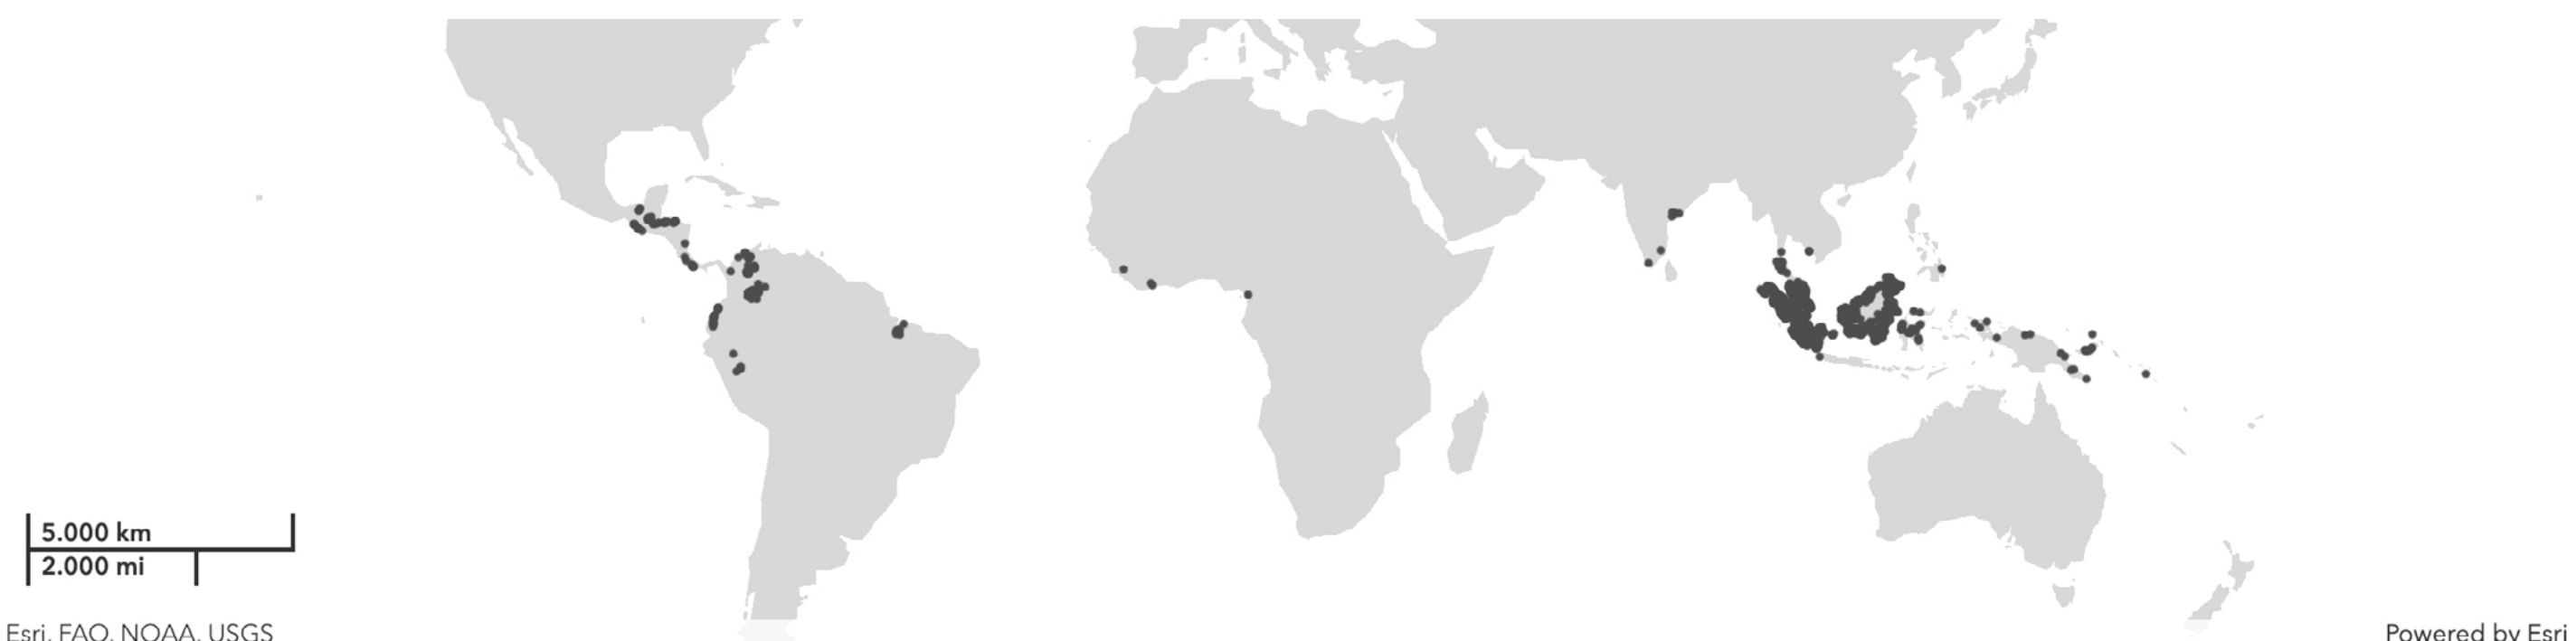 5.000 km
2.000 mi
Esri, FAO, NOAA, USGS
Powered by Esri